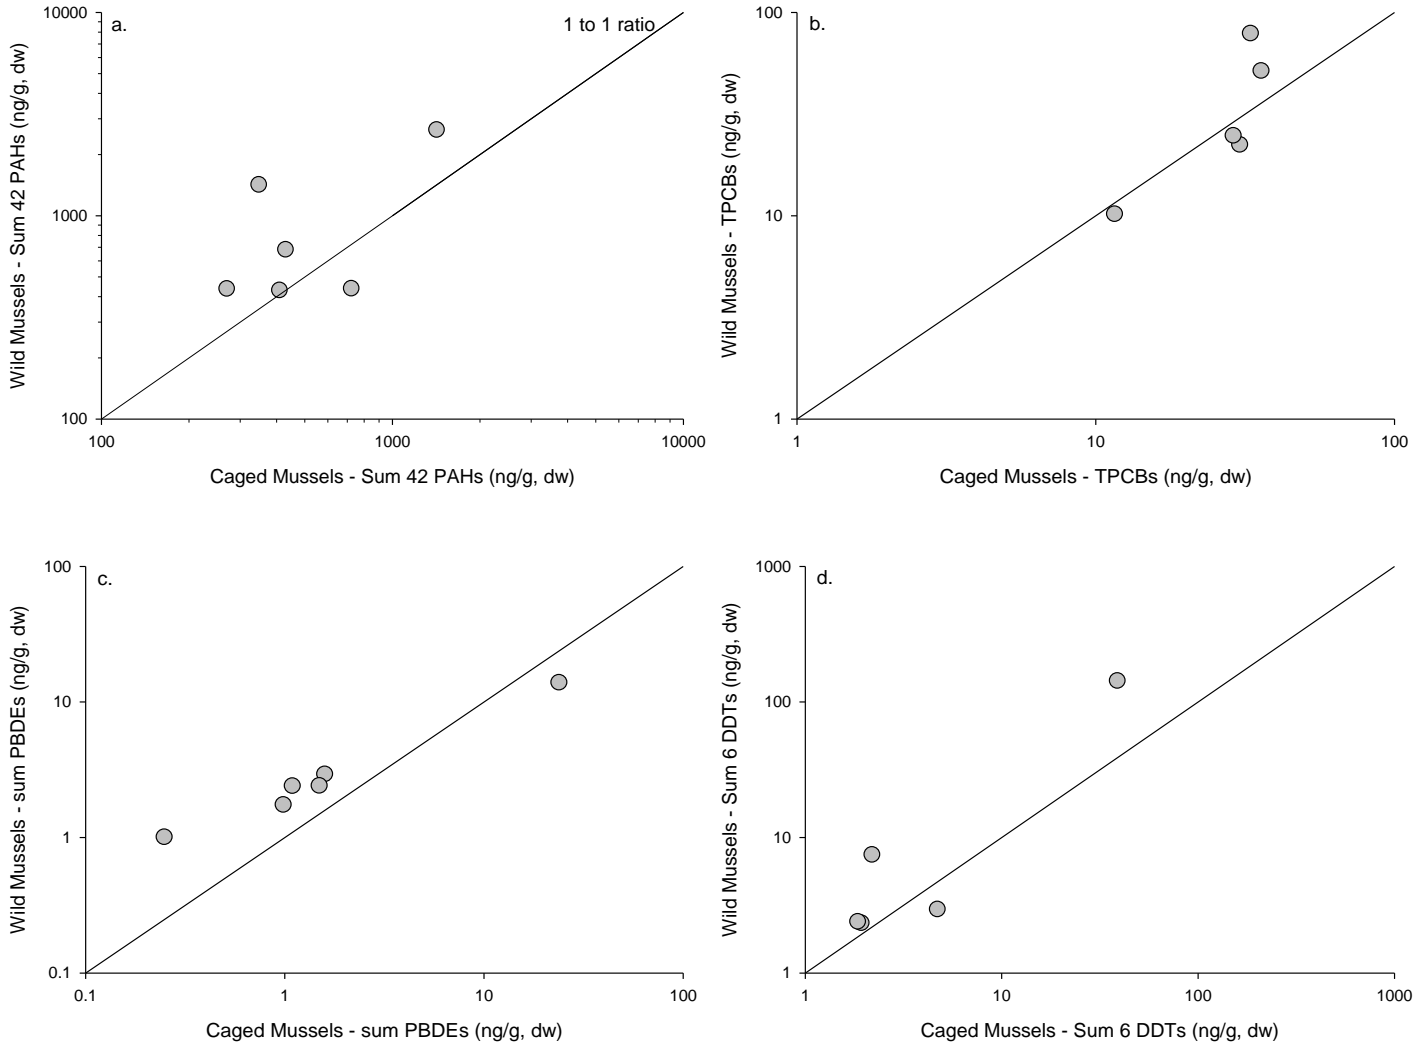 a.
1 to 1 ratio
10000
1000
100
100
1000
10000
Wild Mussels - Sum 42 PAHs (ng/g, dw)
Caged Mussels - Sum 42 PAHs (ng/g, dw)
b.
100
10
1
1
10
100
Wild Mussels - TPCBs (ng/g, dw)
Caged Mussels - TPCBs (ng/g, dw)
c.
100
10
1
0.1
0.1
1
10
100
Wild Mussels - sum PBDEs (ng/g, dw)
Caged Mussels - sum PBDEs (ng/g, dw)
d.
1000
100
10
1
1
10
100
1000
Wild Mussels - Sum 6 DDTs (ng/g, dw)
Caged Mussels - Sum 6 DDTs (ng/g, dw)